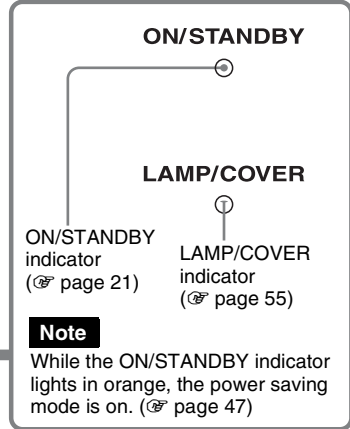 ON/STANDBY
LAMP/COVER
ON/STANDBY
indicator
(☞ page 21)
LAMP/COVER
indicator
(☞ page 55)
Note
While the ON/STANDBY indicator
lights in orange, the power saving
mode is on. (☞ page 47)